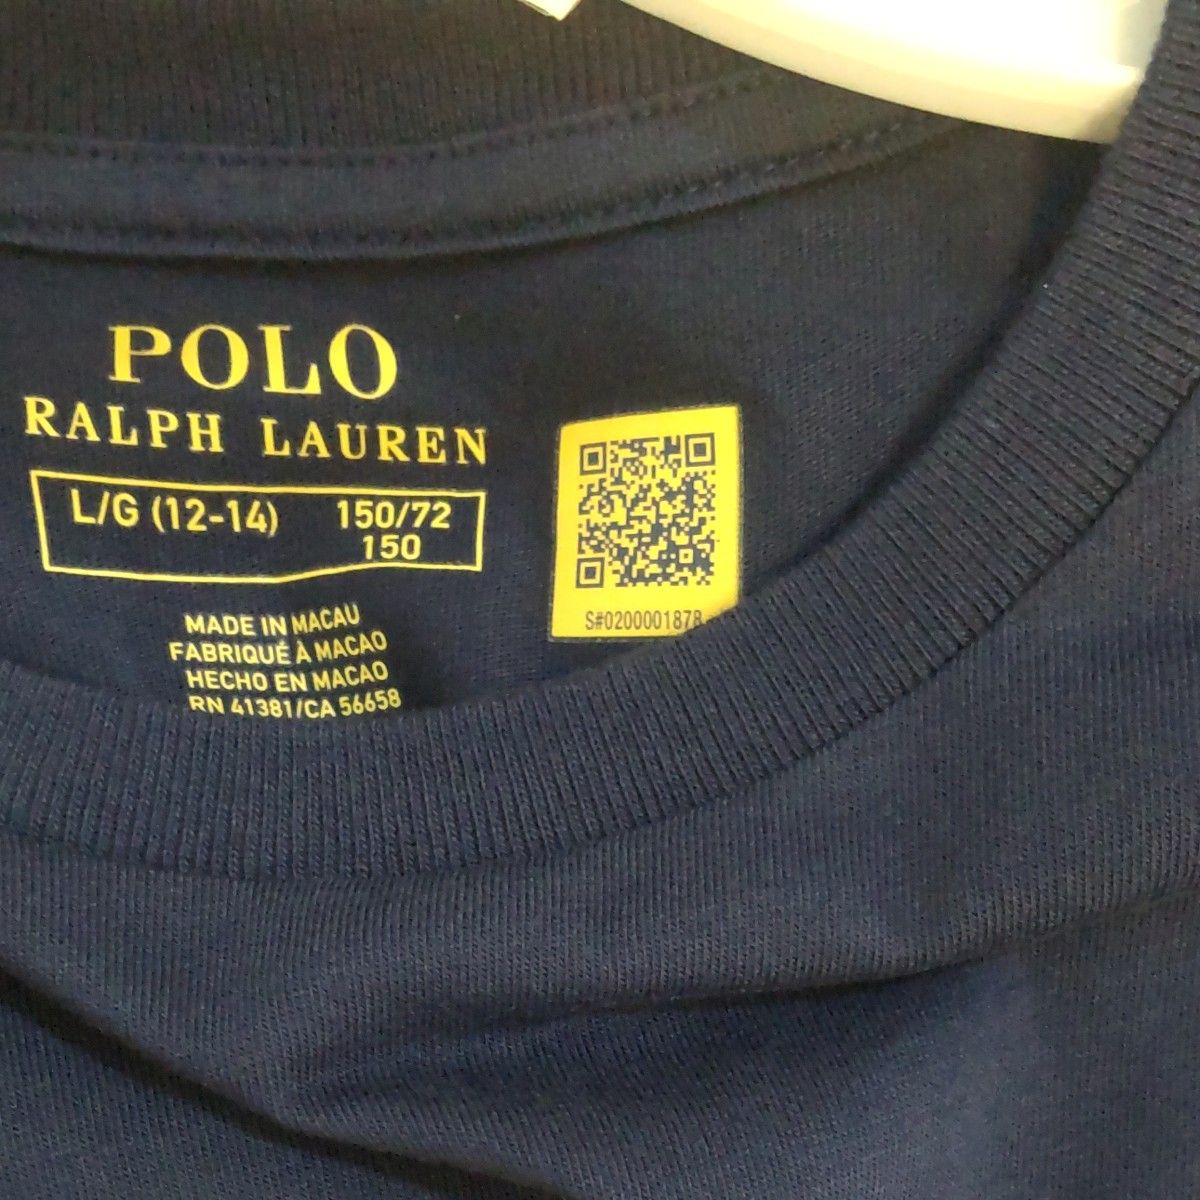 POLO
RALPH LAUREN
L/G (12-14) 150/72
150
MADE IN MACAU
FABRIQUÉ À MACAO
HECHO EN MACAO
RN 41381/CA 56658
S#0200001878